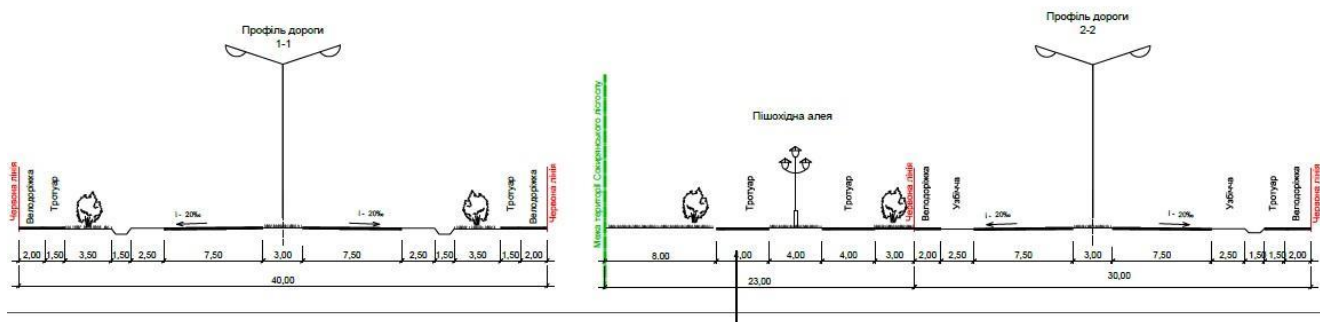 Профіль дороги
1-1
Червона лінія
Велодоріжка
Тротуар
і- 20‰
і- 20‰
Тротуар
Велодоріжка
Червона лінія
2,00 1,50 3,50 1,50 2,50 7,50 3,00 7,50 2,50 1,50 3,50 1,50 2,00
40,00
Межа території Сокирянського лісгоспу
Пішохідна алея
Тротуар
Тротуар
8,00 4,00 4,00 4,00 3,00
23,00
Профіль дороги
2-2
Червона лінія
Велодоріжка
Узбіччя
і- 20‰
і- 20‰
Узбіччя
Тротуар
Велодоріжка
Червона лінія
2,00 2,50 7,50 3,00 7,50 2,50 1,50 1,50 2,00
30,00